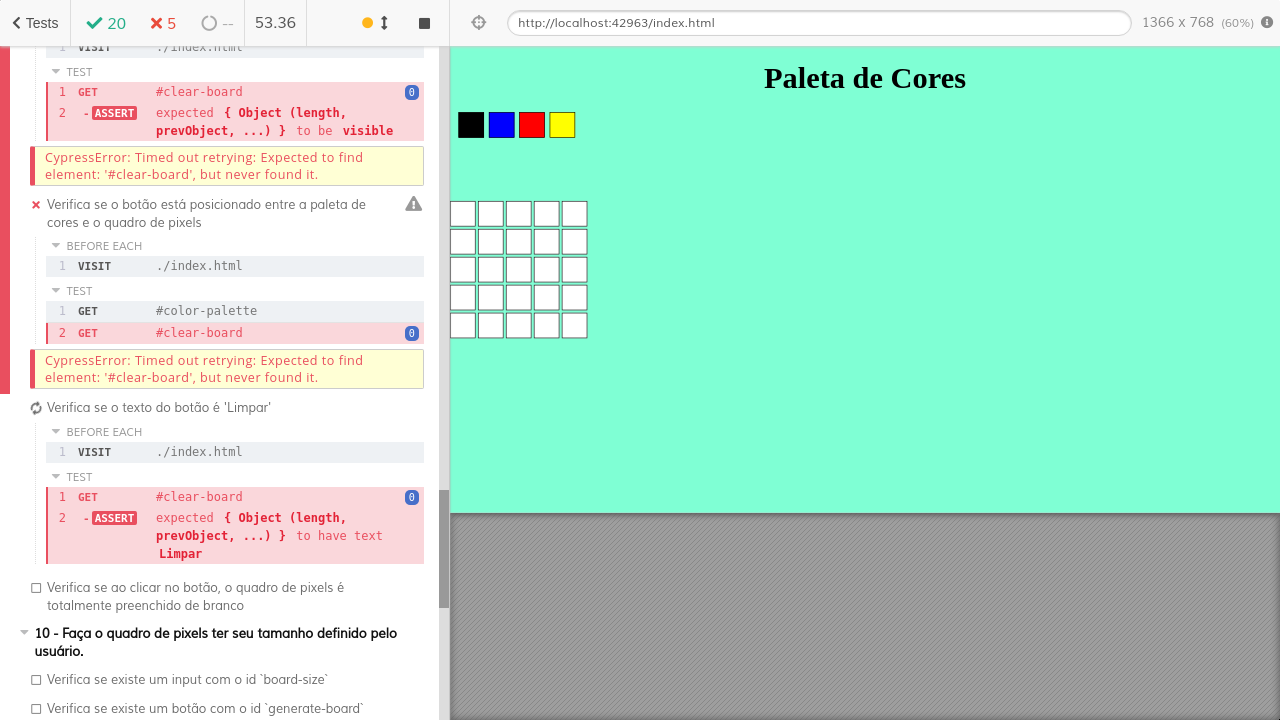 Tests 20 5 -- 53.36 http://localhost:42963/index.html 1366 x 768 (60%)
1 VISIT ./index.html
TEST
1 GET #clear-board 0
2 -ASSERT expected { Object (length,
prevObject, ...) } to be visible
CypressError: Timed out retrying: Expected to find
element: '#clear-board', but never found it.
Verifica se o botão está posicionado entre a paleta de
cores e o quadro de pixels
BEFORE EACH
1 VISIT ./index.html
TEST
1 GET #color-palette
2 GET #clear-board 0
CypressError: Timed out retrying: Expected to find
element: '#clear-board', but never found it.
Verifica se o texto do botão é 'Limpar'
BEFORE EACH
1 VISIT ./index.html
TEST
1 GET #clear-board 0
2 -ASSERT expected { Object (length,
prevObject, ...) } to have text
Limpar
Verifica se ao clicar no botão, o quadro de pixels é
totalmente preenchido de branco
10 - Faça o quadro de pixels ter seu tamanho definido pelo
usuário.
Verifica se existe um input com o id `board-size`
Verifica se existe um botão com o id `generate-board`
Paleta de Cores